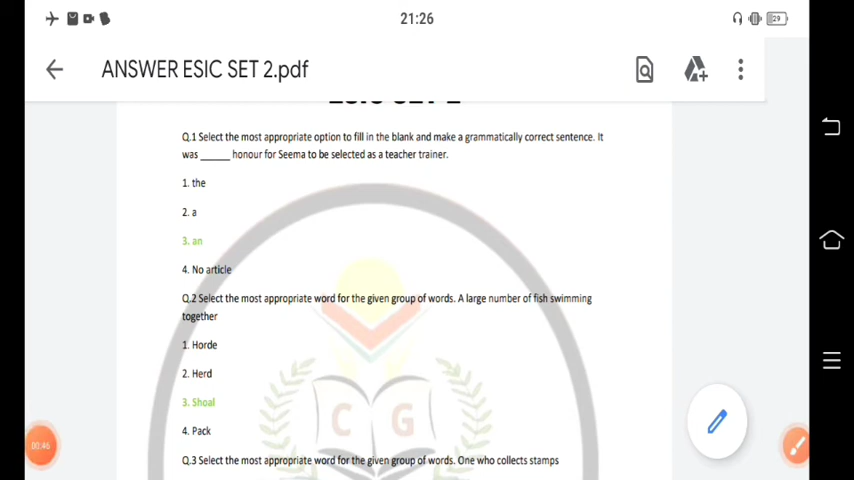 21:26
29
ANSWER ESIC SET 2.pdf
Q.1 Select the most appropriate option to fill in the blank and make a grammatically correct sentence. It
was ______ honour for Seema to be selected as a teacher trainer.
1. the
2. a
3. an
4. No article
Q.2 Select the most appropriate word for the given group of words. A large number of fish swimming
together
1. Horde
2. Herd
3. Shoal
4. Pack
C G
00:46
Q.3 Select the most appropriate word for the given group of words. One who collects stamps